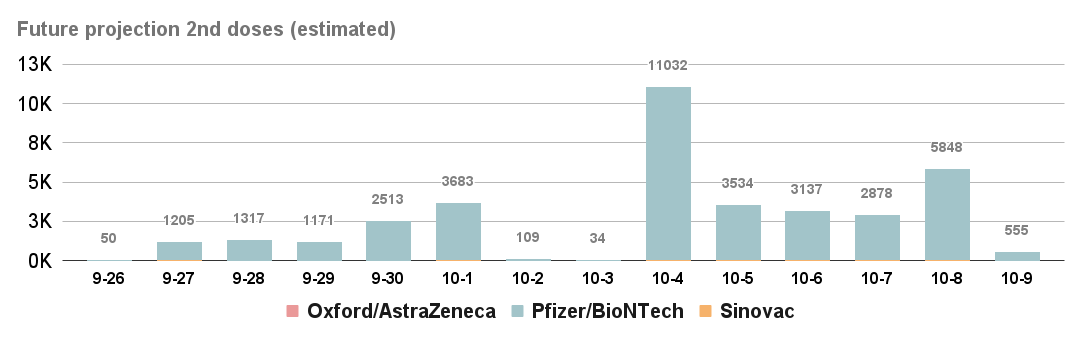 Future projection 2nd doses (estimated)
13K
10K
8K
5K
3K
0K
50
1205
1317
1171
2513
3683
109
34
11032
3534
3137
2878
5848
555
9-26 9-27 9-28 9-29 9-30 10-1 10-2 10-3 10-4 10-5 10-6 10-7 10-8 10-9
Oxford/AstraZeneca Pfizer/BioNTech Sinovac